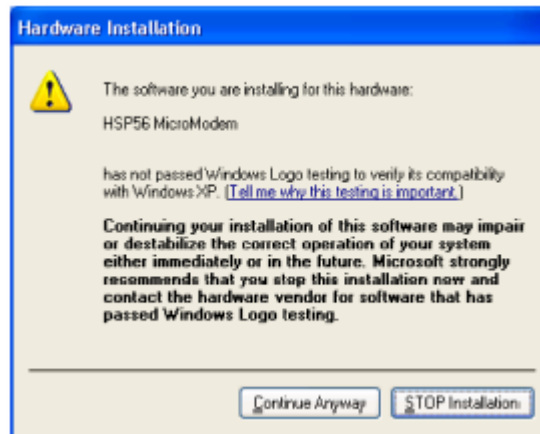 Hardware Installation
The software you are installing for this hardware:
HSP56 MicroModem
has not passed Windows Logo testing to verify its compatibility
with Windows XP. (Tell me why this testing is important.)
Continuing your installation of this software may impair
or destabilize the correct operation of your system
either immediately or in the future. Microsoft strongly
recommends that you stop this installation now and
contact the hardware vendor for software that has
passed Windows Logo testing.
Continue Anyway STOP Installation